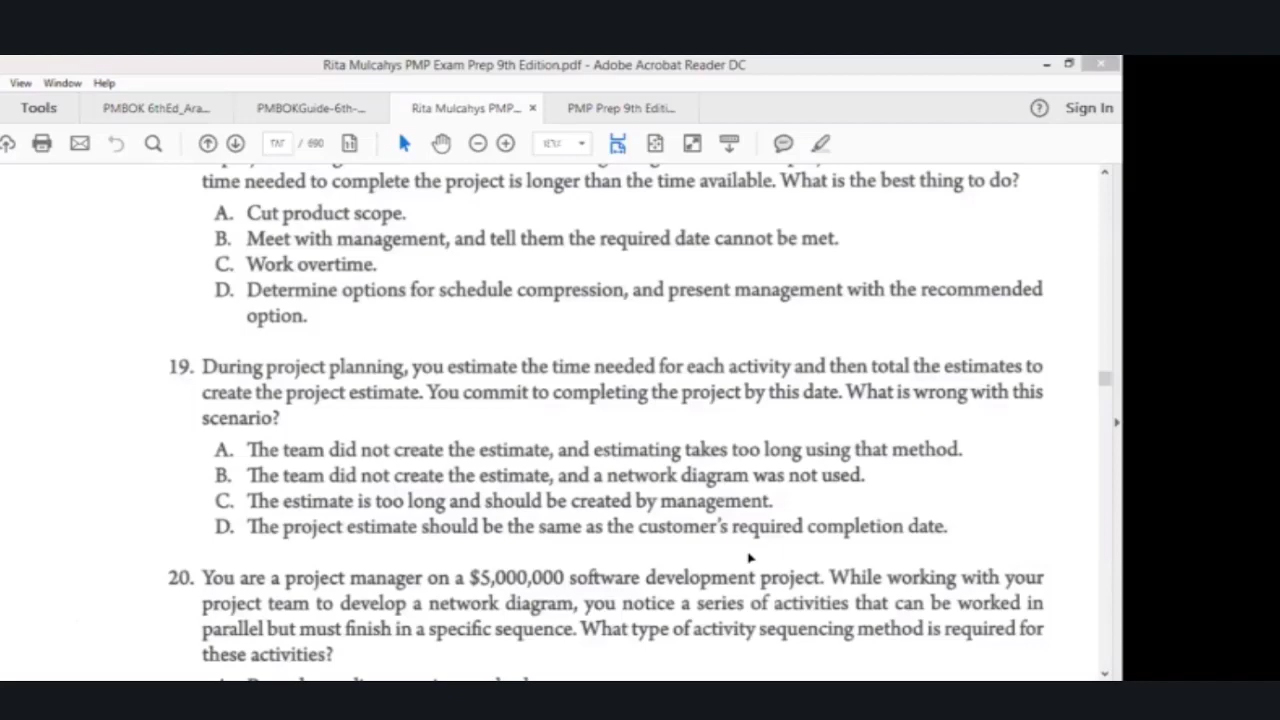 Rita Mulcahys PMP Exam Prep 9th Edition.pdf - Adobe Acrobat Reader DC
View Window Help
Tools PMBOK 6thEd_Ara... PMBOKGuide-6th-... Rita Mulcahys PMP... × PMP Prep 9th Editi... Sign In
/ 690
time needed to complete the project is longer than the time available. What is the best thing to do?
A. Cut product scope.
B. Meet with management, and tell them the required date cannot be met.
C. Work overtime.
D. Determine options for schedule compression, and present management with the recommended
option.
19. During project planning, you estimate the time needed for each activity and then total the estimates to
create the project estimate. You commit to completing the project by this date. What is wrong with this
scenario?
A. The team did not create the estimate, and estimating takes too long using that method.
B. The team did not create the estimate, and a network diagram was not used.
C. The estimate is too long and should be created by management.
D. The project estimate should be the same as the customer's required completion date.
20. You are a project manager on a $5,000,000 software development project. While working with your
project team to develop a network diagram, you notice a series of activities that can be worked in
parallel but must finish in a specific sequence. What type of activity sequencing method is required for
these activities?